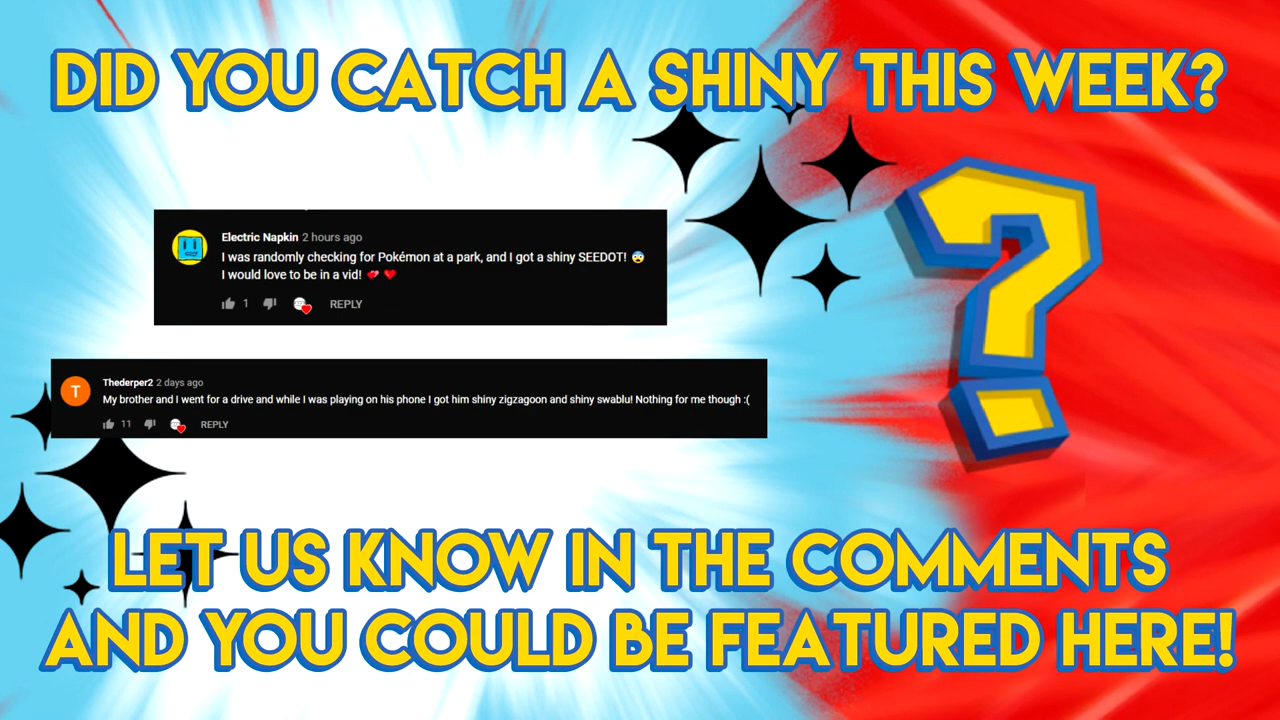 DID YOU CATCH A SHINY THIS WEEK?
Electric Napkin 2 hours ago
I was randomly checking for Pokémon at a park, and I got a shiny SEEDOT! 😨
I would love to be in a vid! 💕 ♥
1 REPLY
T
Thederper2 2 days ago
My brother and I went for a drive and while I was playing on his phone I got him shiny zigzagoon and shiny swablu! Nothing for me though :(
11 REPLY
?
LET US KNOW IN THE COMMENTS
AND YOU COULD BE FEATURED HERE!